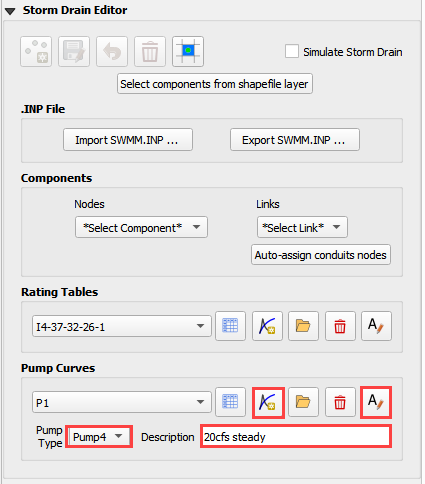 Storm Drain Editor
Simulate Storm Drain
Select components from shapefile layer
.INP File
Import SWMM.INP ...
Export SWMM.INP ...
Components
Nodes
Links
*Select Component*
*Select Link*
Auto-assign conduits nodes
Rating Tables
I4-37-32-26-1
A
Pump Curves
P1
A
Pump Type
Pump4
Description
20cfs steady